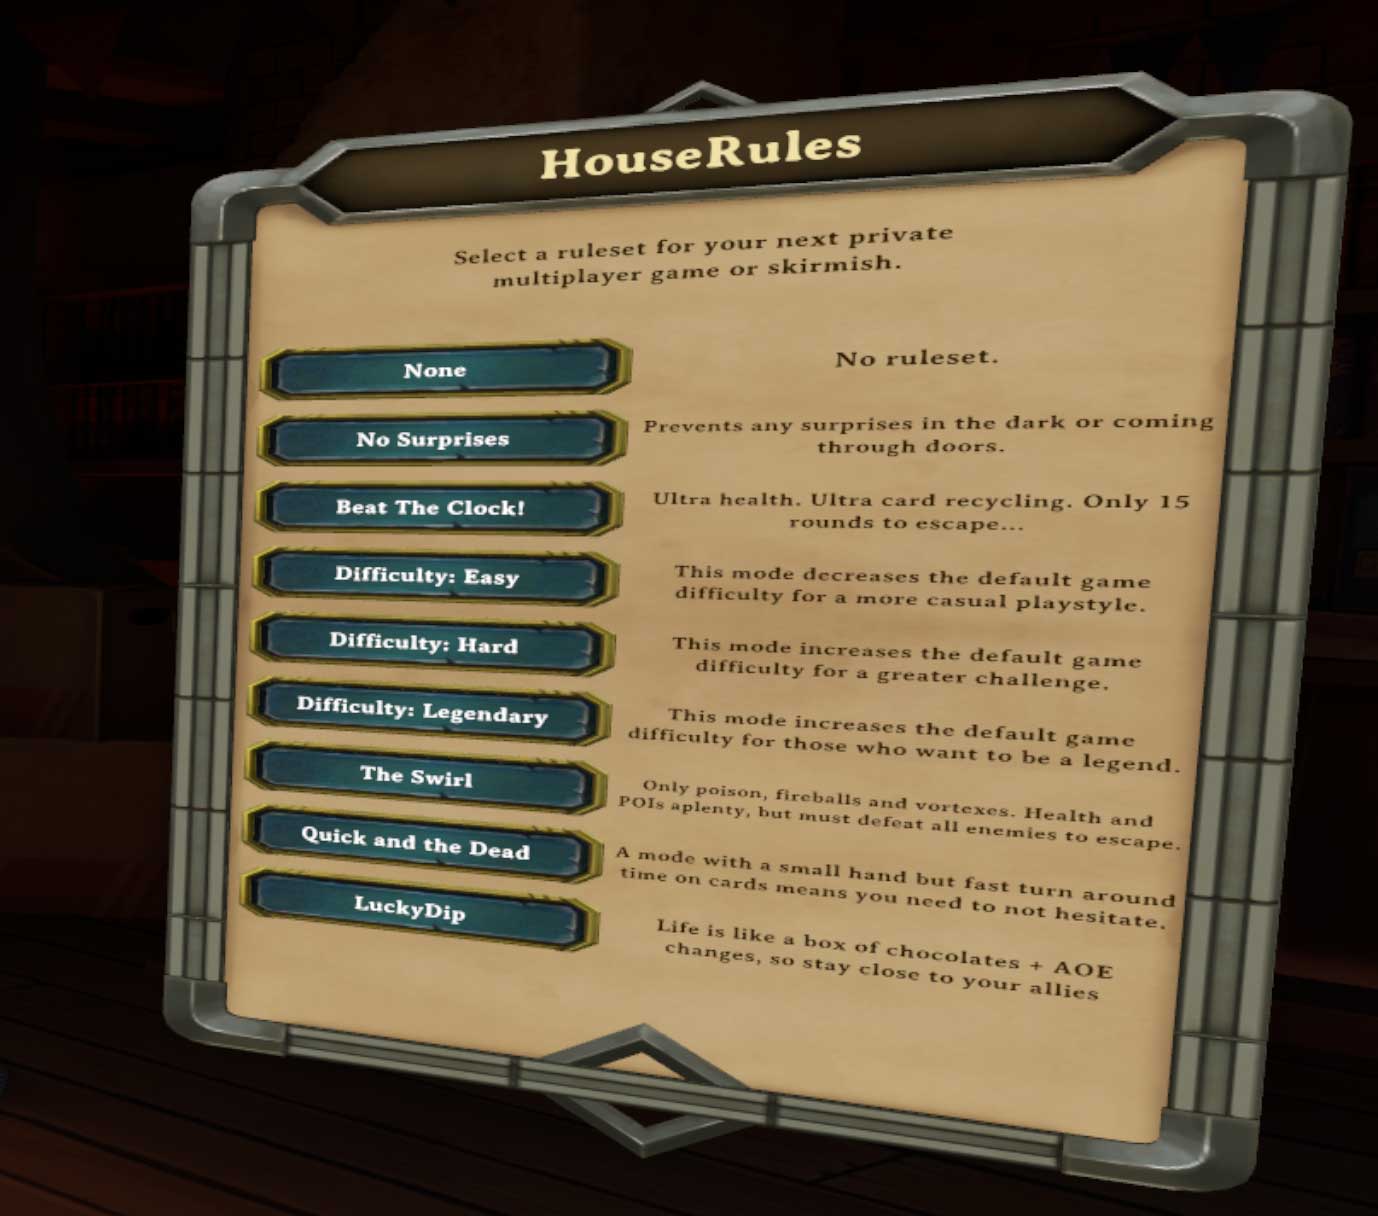 HouseRules
Select a ruleset for your next private
multiplayer game or skirmish.
None
No ruleset.
No Surprises
Prevents any surprises in the dark or coming
through doors.
Beat The Clock!
Ultra health. Ultra card recycling. Only 15
rounds to escape...
Difficulty: Easy
This mode decreases the default game
difficulty for a more casual playstyle.
Difficulty: Hard
This mode increases the default game
difficulty for a greater challenge.
Difficulty: Legendary
This mode increases the default game
difficulty for those who want to be a legend.
The Swirl
Only poison, fireballs and vortexes. Health and
POIs aplenty, but must defeat all enemies to escape.
Quick and the Dead
A mode with a small hand but fast turn around
time on cards means you need to not hesitate.
LuckyDip
Life is like a box of chocolates + AOE
changes, so stay close to your allies